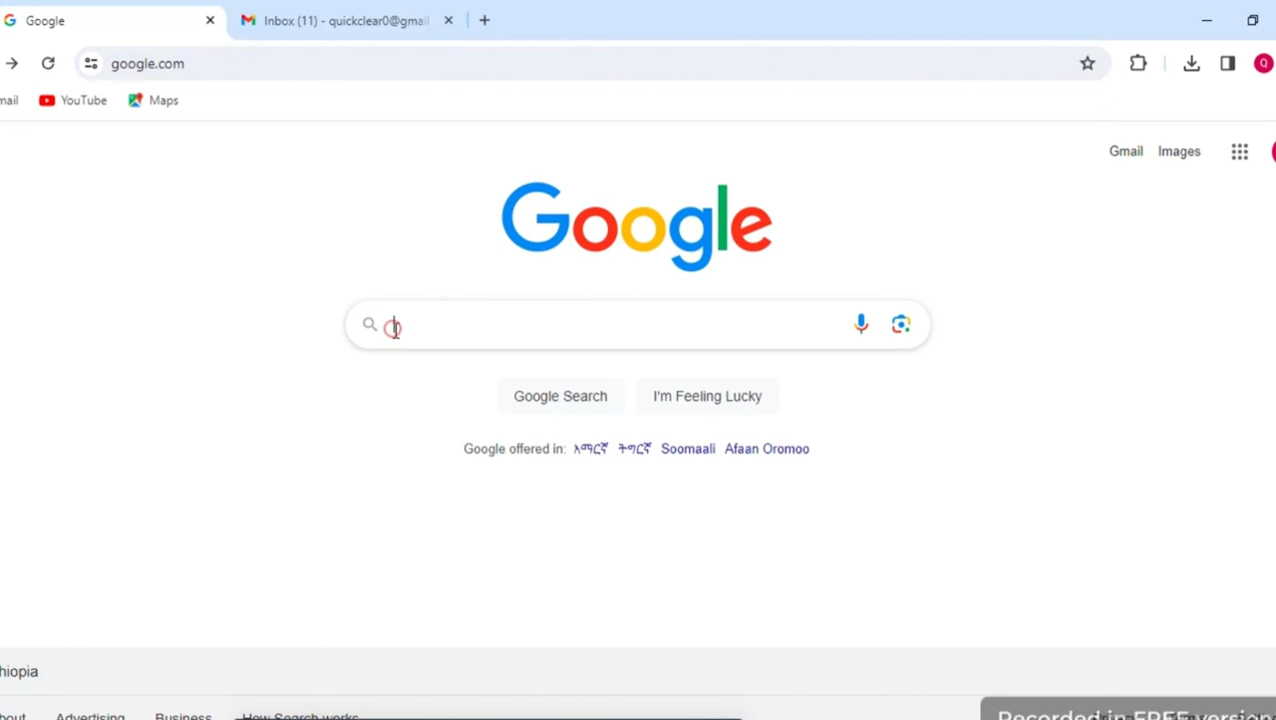 Google
Inbox (11) - quickclear0@gmail
google.com
Q
mail
YouTube
Maps
Gmail
Images
Google
Google Search
I'm Feeling Lucky
Google offered in: አማርኛ ትግርኛ Soomaali Afaan Oromoo
hiopia
bout
Advertising
Business
How Search works
Recorded in FREE version